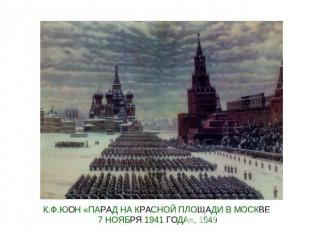 К.Ф.ЮОН «ПАРАД НА КРАСНОЙ ПЛОЩАДИ В МОСКВЕ
7 НОЯБРЯ 1941 ГОДА», 1949